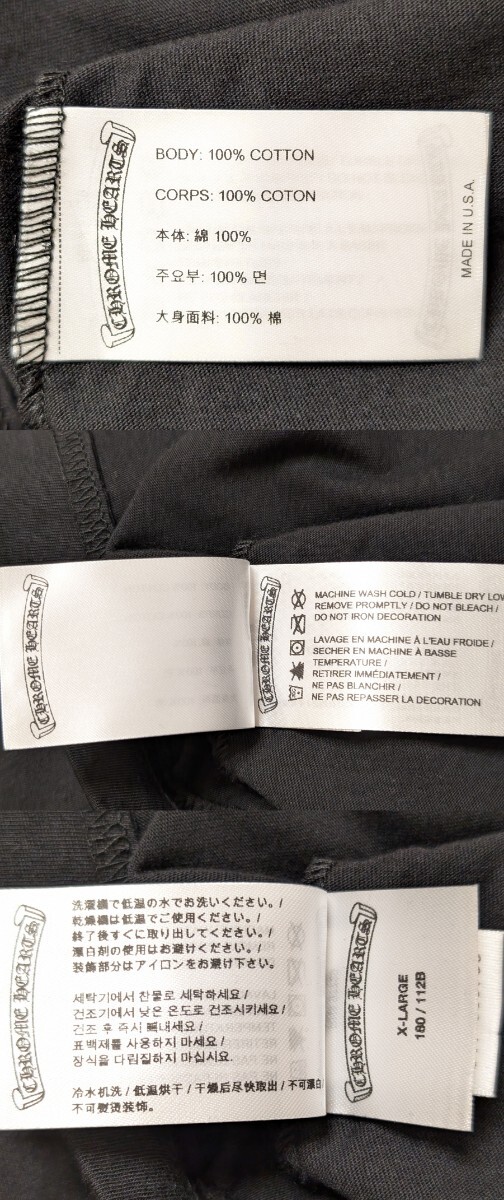 CHROME HEARTS
BODY: 100% COTTON
CORPS: 100% COTON
本体: 綿 100%
주요부: 100% 면
大身面料: 100% 棉
MADE IN U.S.A.
CHROME HEARTS
CHROME HEARTS
MACHINE WASH COLD / TUMBLE DRY LOW
REMOVE PROMPTLY / DO NOT BLEACH /
DO NOT IRON DECORATION
LAVAGE EN MACHINE À L'EAU FROIDE /
SECHER EN MACHINE À BASSE
TEMPERATURE /
RETIRER IMMÉDIATEMENT /
NE PAS BLANCHIR /
NE PAS REPASSER LA DECORATION
CHROME HEARTS
洗濯機で低温の水でお洗いください。/
乾燥機は低温でご使用ください。/
終了後すぐに取り出してください。/
漂白剤の使用はお避けください。/
装飾部分はアイロンをお避け下さい。
세탁기에서 찬물로 세탁하세요 /
건조기에서 낮은 온도로 건조시키세요 /
건조 후 즉시 빼내세요 /
표백제를 사용하지 마세요 /
장식을 다림질하지 마십시요.
冷水机洗 / 低温烘干 / 干燥后尽快取出 / 不可漂白 /
不可熨烫装饰。
CHROME HEARTS
X-LARGE
180 / 112B